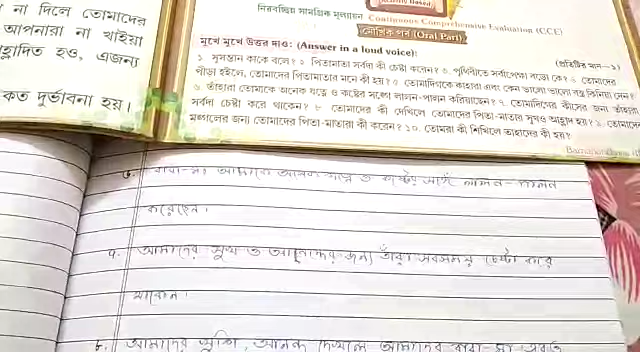 না দিলে তোমাদের
আপনারা না খাইয়া
হ্লাদিত হও, এজন্য
কত দুর্ভাবনা হয়।
নিরবচ্ছিন্ন সামগ্রিক মূল্যায়ন Continuous Comprehensive Evaluation (CCE)
মৌখিক পর্ব (Oral Part)
মুখে মুখে উত্তর দাও: (Answer in a loud voice):
১. সুসন্তান কাকে বলে? ২. পিতামাতা সর্বদা কী চেষ্টা করেন? ৩. পৃথিবীতে সর্বাপেক্ষা বড়ো কে? ৪. তোমাদের
পীড়া হইলে, তোমাদের পিতামাতার মনে কী হয়? ৫. তোমাদিগকে কাহারা এবং কেন ভালো ভালো বস্ত্র কিনিয়া দেন?
৬. তাঁহারা তোমাকে অনেক যত্নে ও কষ্টের সঙ্গে লালন-পালন করিয়াছেন? ৭. তোমাদিগের কীসের জন্য তাঁহারা
সর্বদা চেষ্টা করে থাকেন? ৮. তোমাদের কী দেখিলে তোমাদের পিতা-মাতার সুখও আহ্লাদ হয়? ৯. তোমাদের
মঙ্গলের জন্য তোমাদের পিতা-মাতারা কী করেন? ১০. তোমরা কী শিখিলে তাহাদের কী হয়?
৬. বাবা-মা আমাকে অনেক যত্নে ও কষ্টের সঙ্গে লালন-পালন
করেছেন।
৭. আমাদের সুখ ও আনন্দের জন্য তাঁরা সবসময় চেষ্টা করে
থাকেন।
৮. আমাদের খুশি, আনন্দ দেখলে আমাদের বাবা-মা